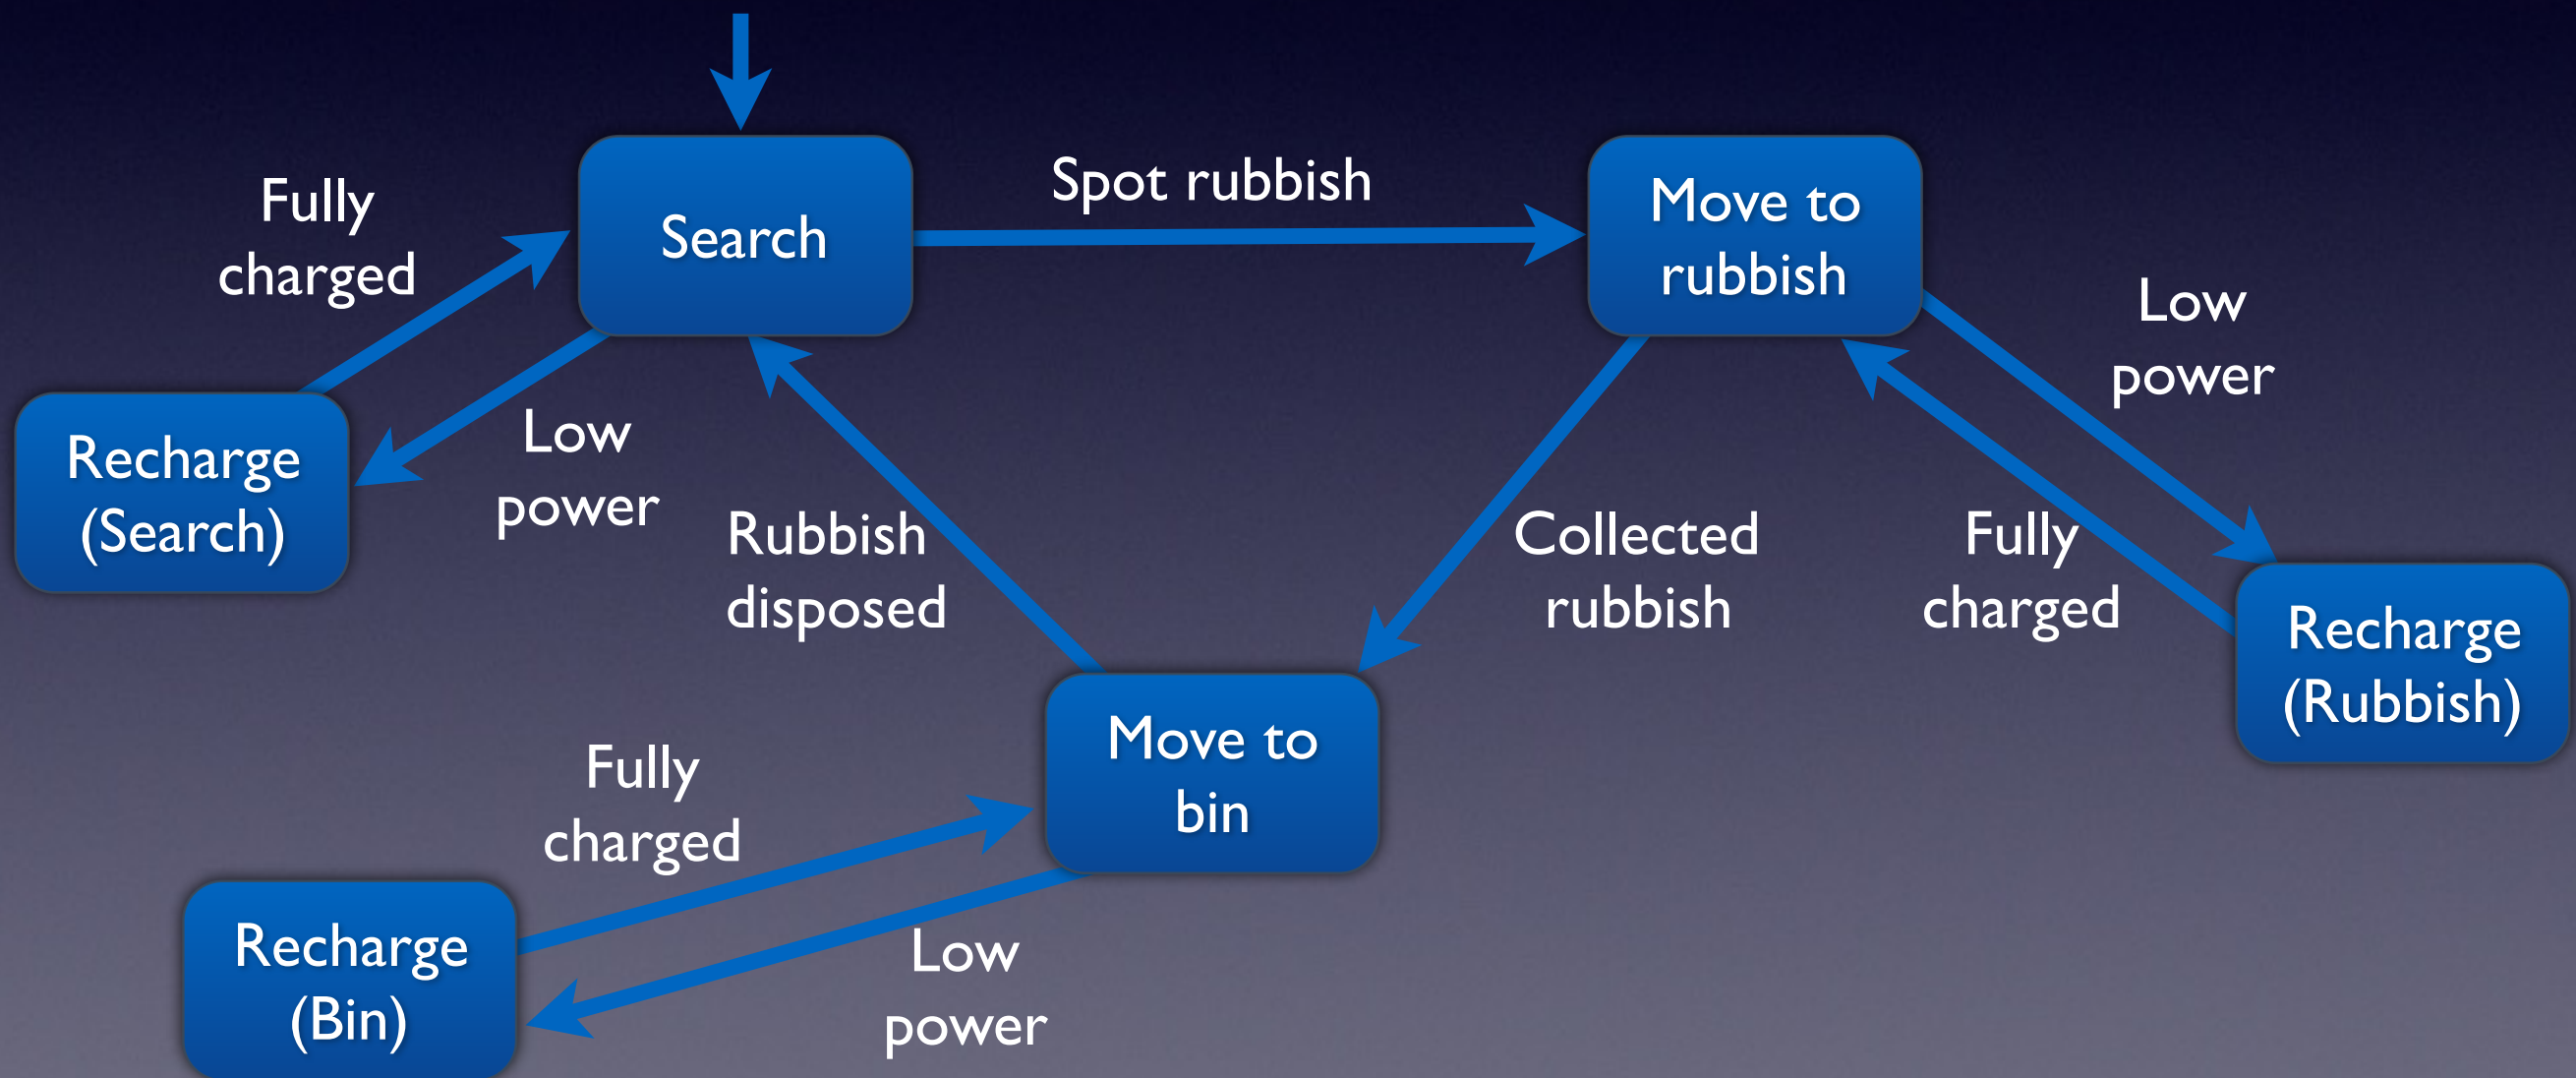 Spot rubbish
Fully
charged
Search
Move to
rubbish
Low
power
Recharge
(Search)
Low
power
Rubbish
disposed
Collected
rubbish
Fully
charged
Recharge
(Rubbish)
Move to
bin
Fully
charged
Recharge
(Bin)
Low
power